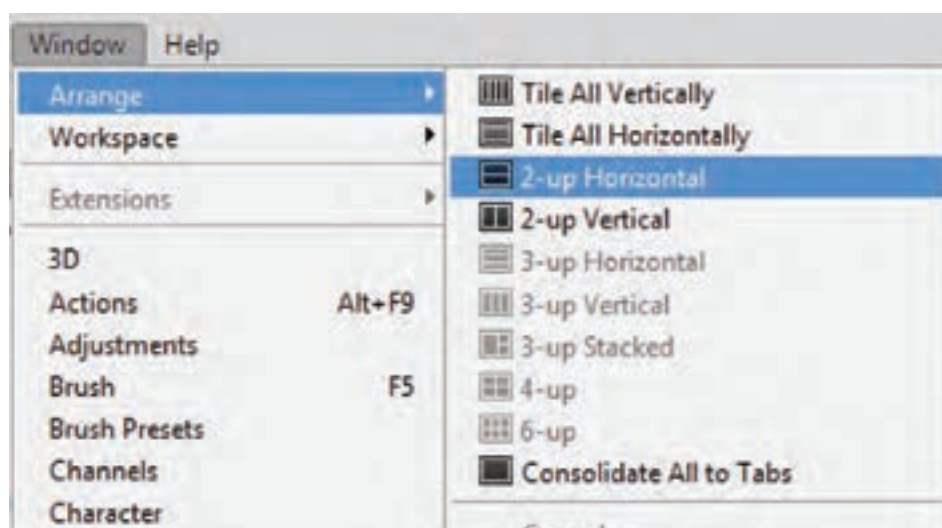 Window Help
Arrange
Workspace
Extensions
3D
Actions Alt+F9
Adjustments
Brush F5
Brush Presets
Channels
Character
Tile All Vertically
Tile All Horizontally
2-up Horizontal
2-up Vertical
3-up Horizontal
3-up Vertical
3-up Stacked
4-up
6-up
Consolidate All to Tabs